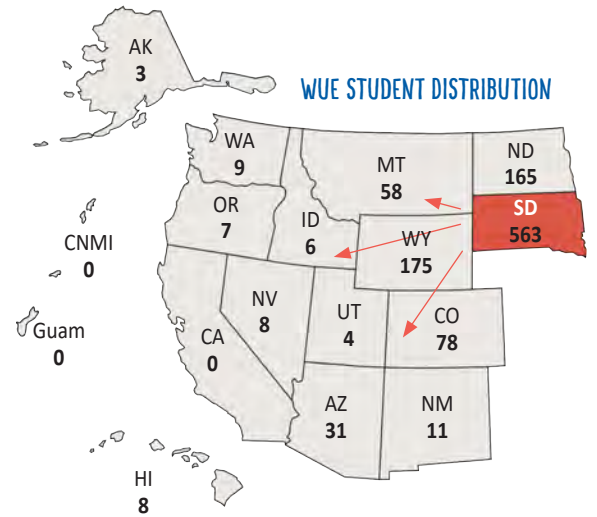 AK
3
WUE STUDENT DISTRIBUTION
WA
9
MT
58
ND
165
OR
7
ID
6
SD
563
WY
175
CNMI
0
NV
8
UT
4
CO
78
Guam
0
CA
0
AZ
31
NM
11
HI
8